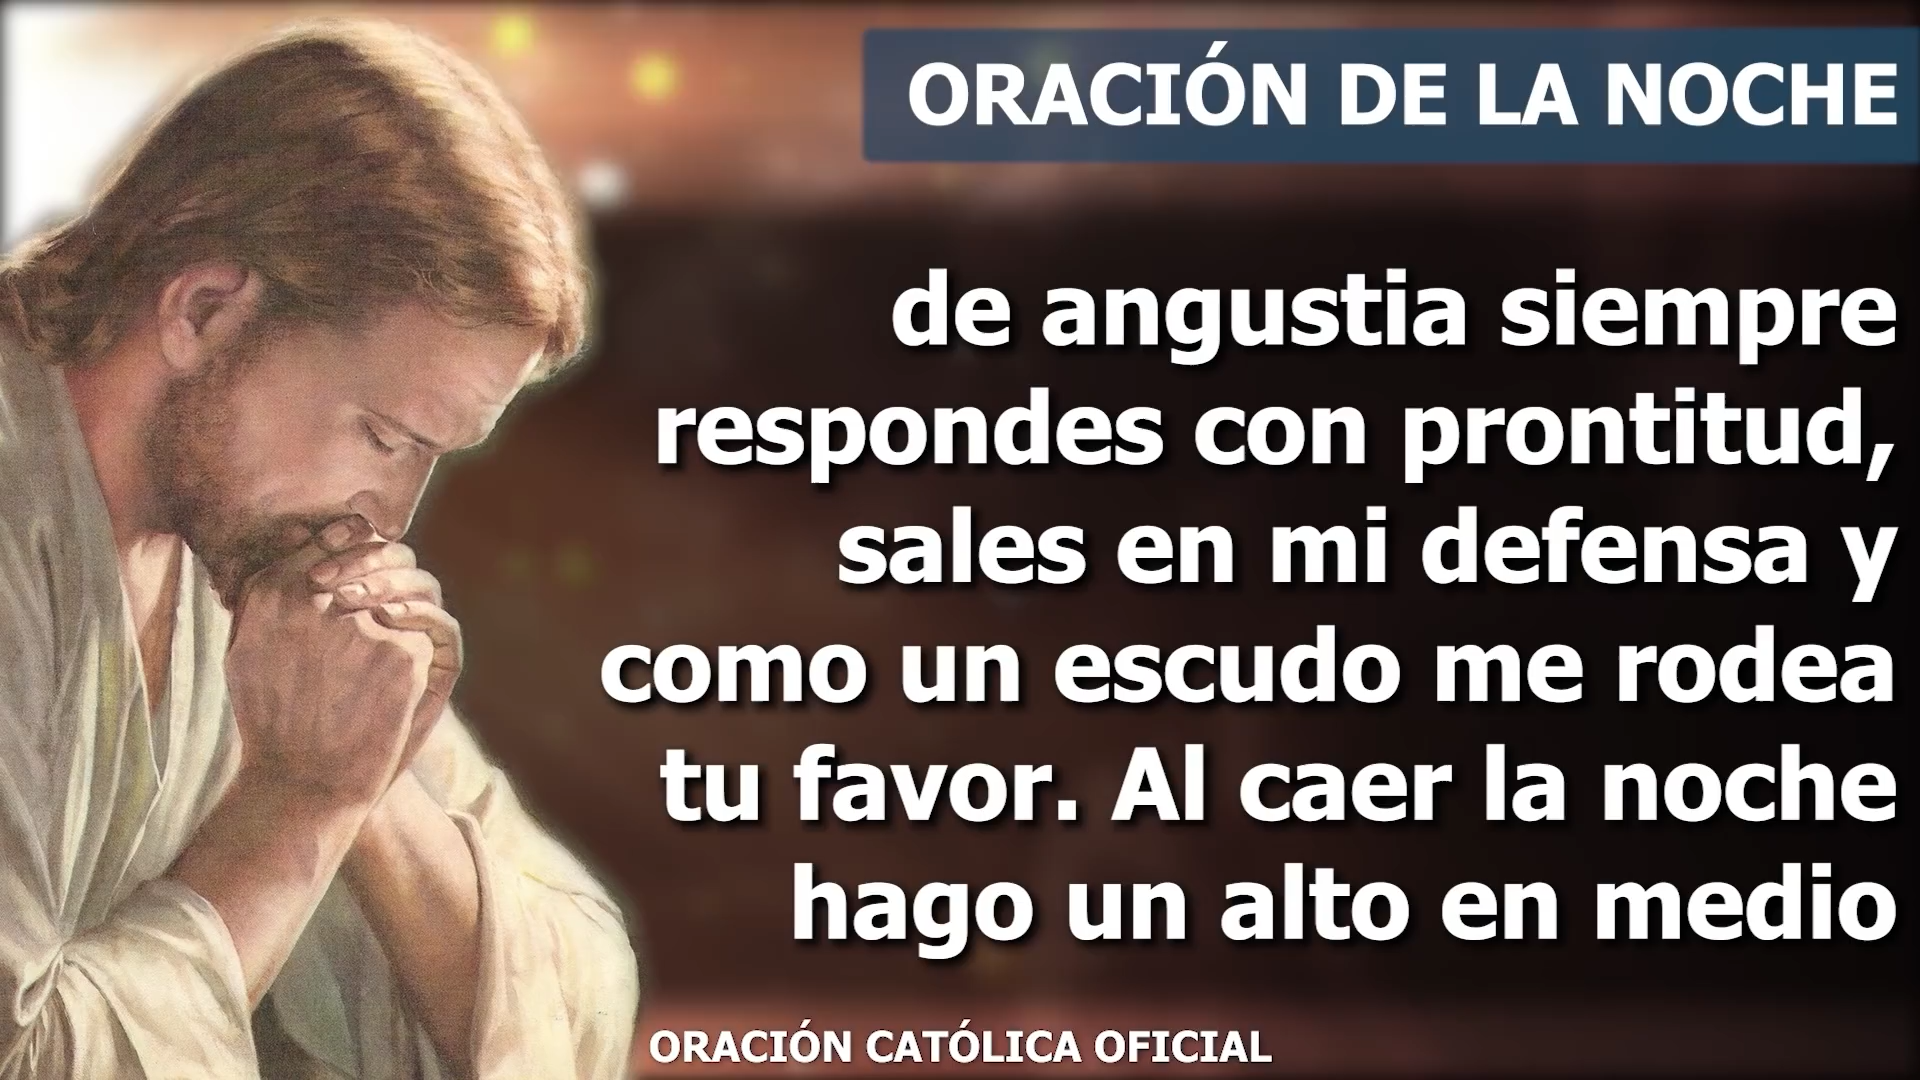 ORACIÓN DE LA NOCHE
de angustia siempre
respondes con prontitud,
sales en mi defensa y
como un escudo me rodea
tu favor. Al caer la noche
hago un alto en medio
ORACIÓN CATÓLICA OFICIAL